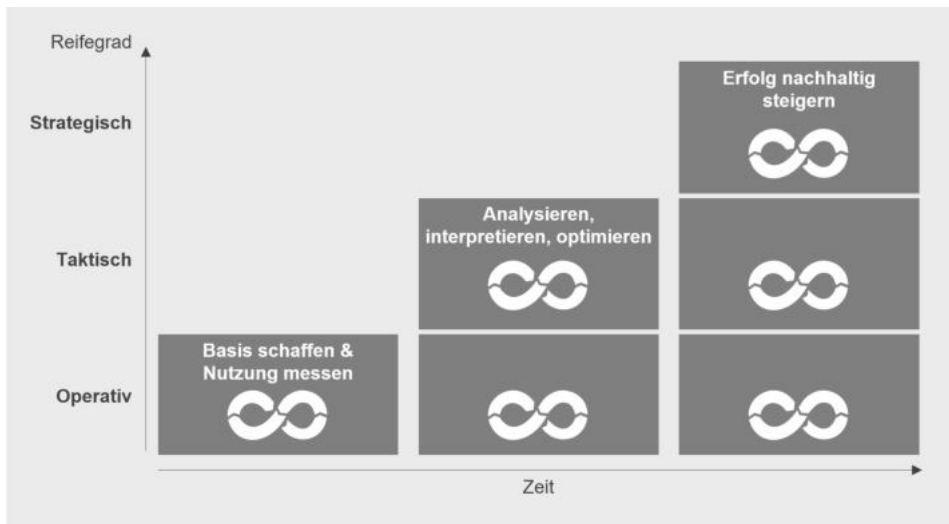 Reifegrad
Strategisch
Erfolg nachhaltig
steigern
Taktisch
Analysieren,
interpretieren, optimieren
Operativ
Basis schaffen &
Nutzung messen
Zeit